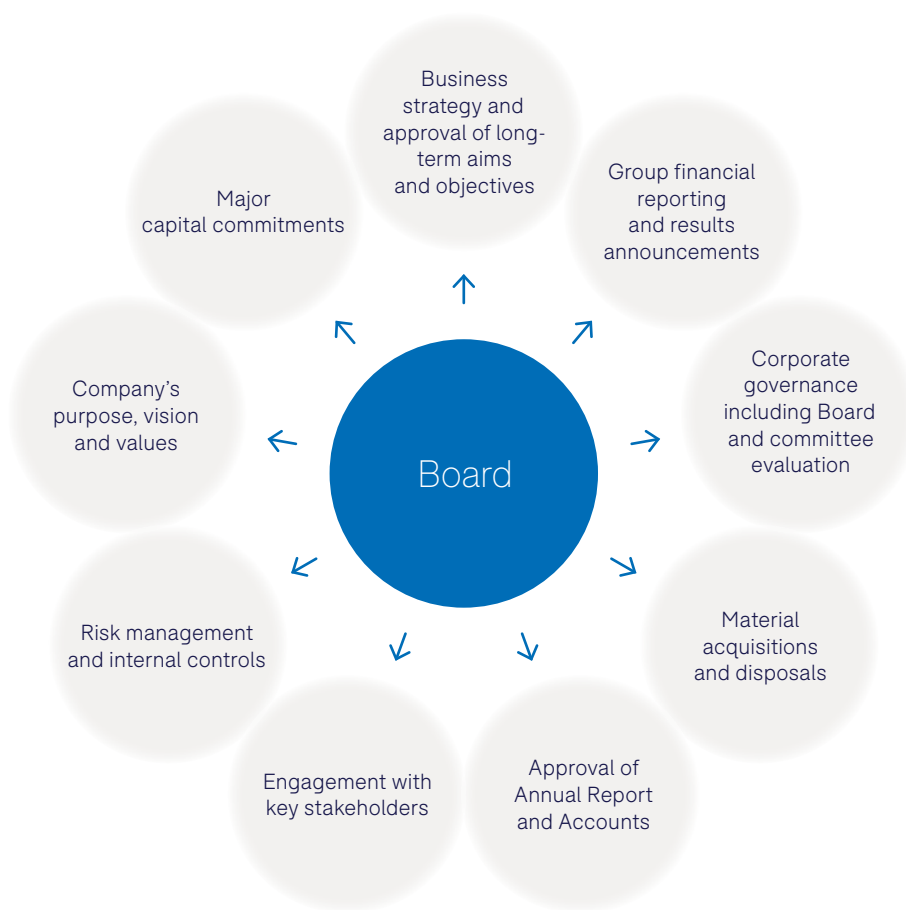 Business
strategy and
approval of long-
term aims
and objectives
Group financial
reporting
and results
announcements
Corporate
governance
including Board
and committee
evaluation
Material
acquisitions
and disposals
Approval of
Annual Report
and Accounts
Engagement with
key stakeholders
Risk management
and internal controls
Company’s
purpose, vision
and values
Major
capital commitments
Board